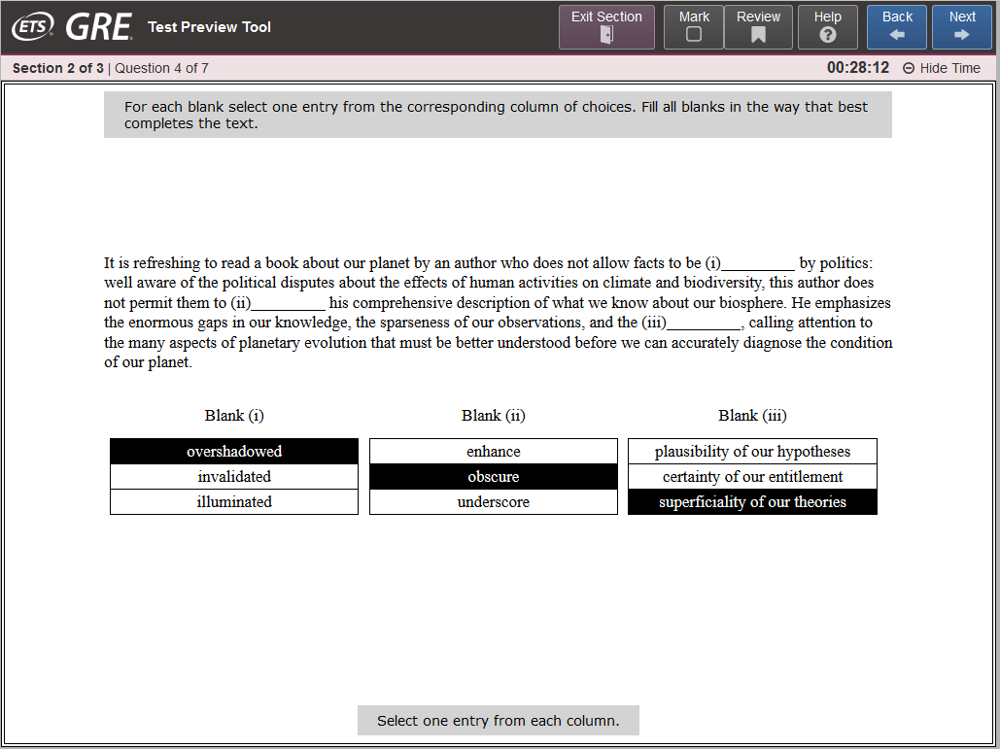 ETS GRE Test Preview Tool Exit Section Mark Review Help Back Next
Section 2 of 3 | Question 4 of 7 00:28:12 Hide Time
For each blank select one entry from the corresponding column of choices. Fill all blanks in the way that best
completes the text.
It is refreshing to read a book about our planet by an author who does not allow facts to be (i)__________ by politics:
well aware of the political disputes about the effects of human activities on climate and biodiversity, this author does
not permit them to (ii)__________ his comprehensive description of what we know about our biosphere. He emphasizes
the enormous gaps in our knowledge, the sparseness of our observations, and the (iii)__________, calling attention to
the many aspects of planetary evolution that must be better understood before we can accurately diagnose the condition
of our planet.
Blank (i) Blank (ii) Blank (iii)
overshadowed enhance plausibility of our hypotheses
invalidated obscure certainty of our entitlement
illuminated underscore superficiality of our theories
Select one entry from each column.